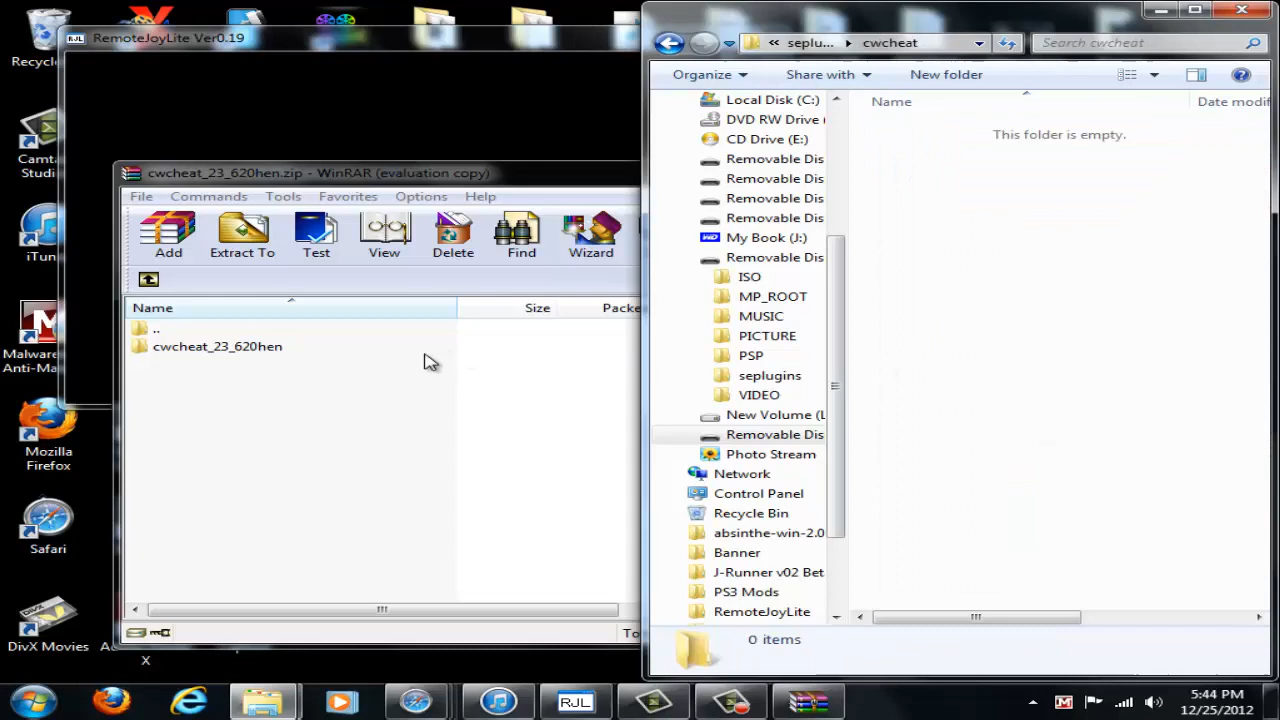 Recycle
RemoteJoyLite Ver0.19
Camta
Studio
iTun
Malware
Anti-Ma
Mozilla
Firefox
Safari
DivX Movies
X
cwcheat_23_620hen.zip - WinRAR (evaluation copy)
File Commands Tools Favorites Options Help
Add Extract To Test View Delete Find Wizard
Name Size Packe
..
cwcheat_23_620hen
To
« seplu... cwcheat Search cwcheat
Organize Share with New folder
Local Disk (C:)
DVD RW Drive (
CD Drive (E:)
Removable Dis
Removable Dis
Removable Dis
Removable Dis
My Book (J:)
Removable Dis
ISO
MP_ROOT
MUSIC
PICTURE
PSP
seplugins
VIDEO
New Volume (L
Removable Dis
Photo Stream
Network
Control Panel
Recycle Bin
absinthe-win-2.0
Banner
J-Runner v02 Bet
PS3 Mods
RemoteJoyLite
Name Date modif
This folder is empty.
0 items
RJL
5:44 PM
12/25/2012